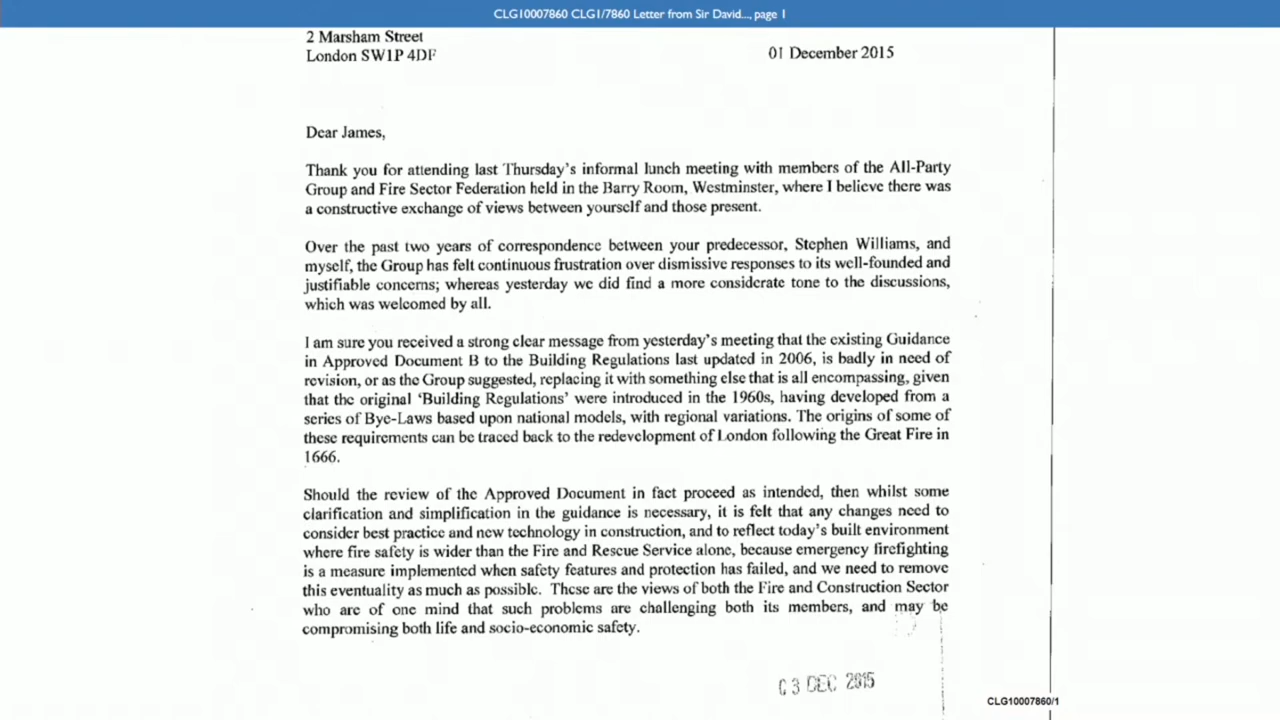 CLG10007860 CLG1/7860 Letter from Sir David..., page 1
2 Marsham Street
London SW1P 4DF
01 December 2015
Dear James,
Thank you for attending last Thursday's informal lunch meeting with members of the All-Party
Group and Fire Sector Federation held in the Barry Room, Westminster, where I believe there was
a constructive exchange of views between yourself and those present.
Over the past two years of correspondence between your predecessor, Stephen Williams, and
myself, the Group has felt continuous frustration over dismissive responses to its well-founded and
justifiable concerns; whereas yesterday we did find a more considerate tone to the discussions,
which was welcomed by all.
I am sure you received a strong clear message from yesterday's meeting that the existing Guidance
in Approved Document B to the Building Regulations last updated in 2006, is badly in need of
revision, or as the Group suggested, replacing it with something else that is all encompassing, given
that the original 'Building Regulations' were introduced in the 1960s, having developed from a
series of Bye-Laws based upon national models, with regional variations. The origins of some of
these requirements can be traced back to the redevelopment of London following the Great Fire in
1666.
Should the review of the Approved Document in fact proceed as intended, then whilst some
clarification and simplification in the guidance is necessary, it is felt that any changes need to
consider best practice and new technology in construction, and to reflect today's built environment
where fire safety is wider than the Fire and Rescue Service alone, because emergency firefighting
is a measure implemented when safety features and protection has failed, and we need to remove
this eventuality as much as possible. These are the views of both the Fire and Construction Sector
who are of one mind that such problems are challenging both its members, and may be
compromising both life and socio-economic safety.
03 DEC 2015
CLG10007860/1